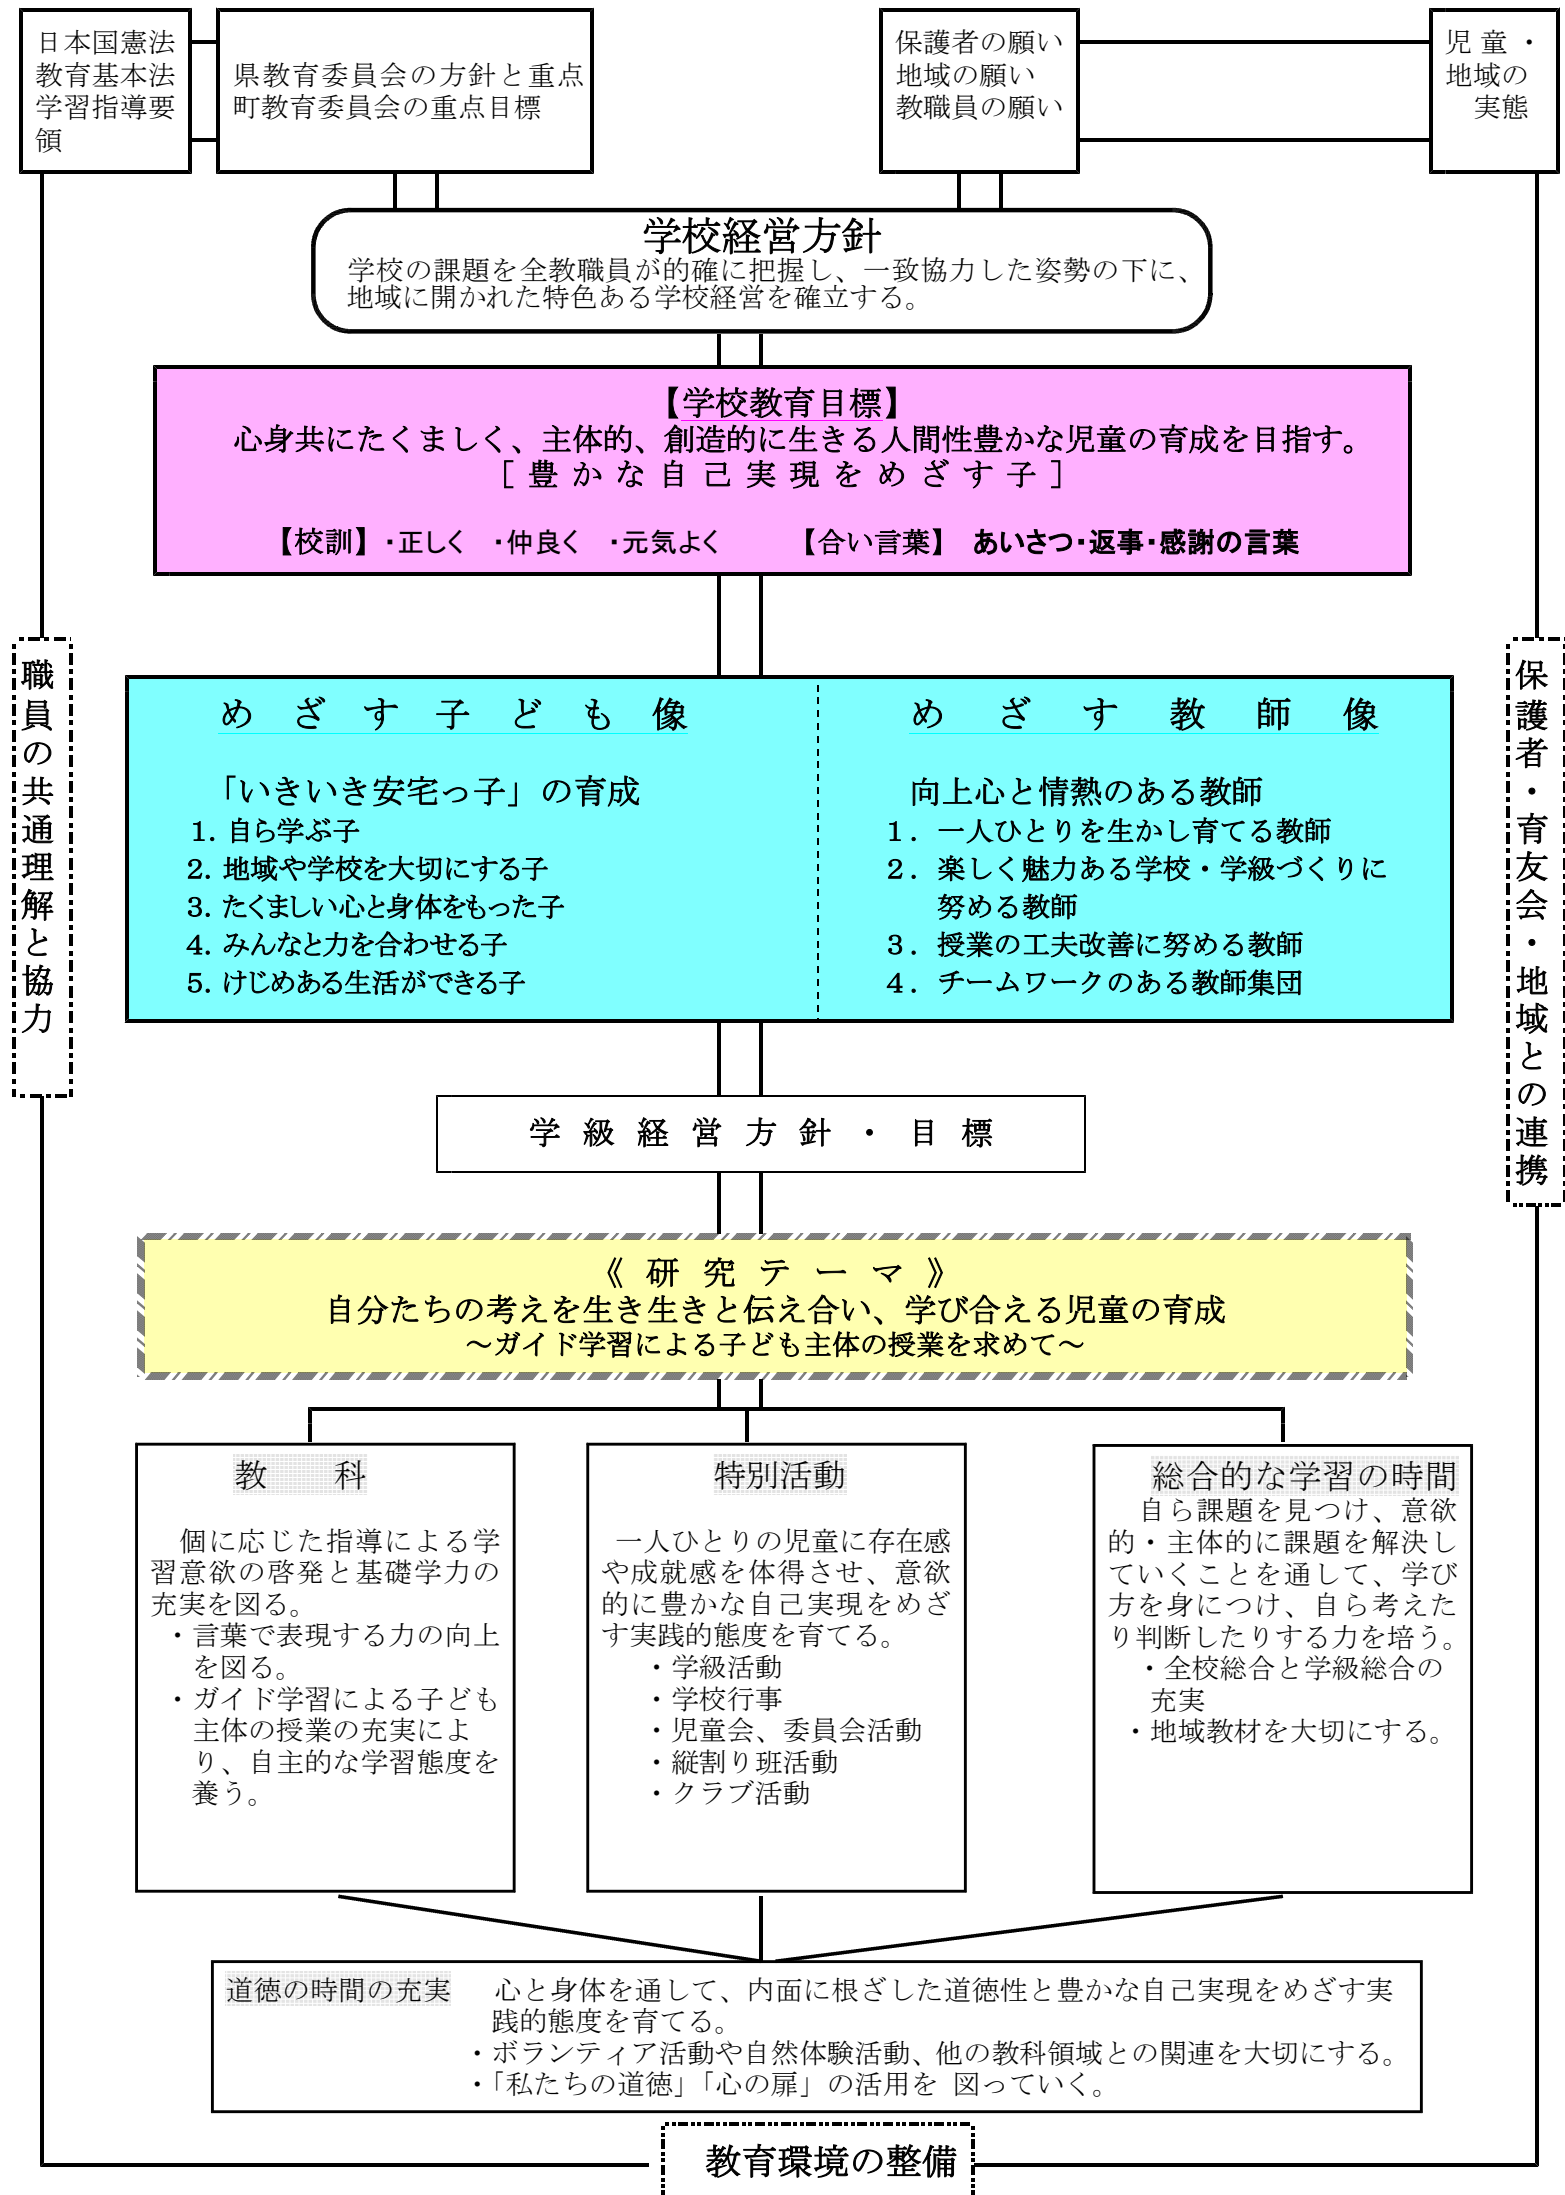 日本国憲法
教育基本法
学習指導要
領
県教育委員会の方針と重点
町教育委員会の重点目標
保護者の願い
地域の願い
教職員の願い
児童・
地域の
実態
学校経営方針
学校の課題を全教職員が的確に把握し、一致協力した姿勢の下に、
地域に開かれた特色ある学校経営を確立する。
【学校教育目標】
心身共にたくましく、主体的、創造的に生きる人間性豊かな児童の育成を目指す。
［豊かな自己実現をめざす子］
【校訓】・正しく　・仲良く　・元気よく　　【合い言葉】　あいさつ・返事・感謝の言葉
職員の共通理解と協力
めざす子ども像
「いきいき安宅っ子」の育成
1. 自ら学ぶ子
2. 地域や学校を大切にする子
3. たくましい心と身体をもった子
4. みんなと力を合わせる子
5. けじめある生活ができる子
めざす教師像
向上心と情熱のある教師
１．一人ひとりを生かし育てる教師
２．楽しく魅力ある学校・学級づくりに
努める教師
３．授業の工夫改善に努める教師
４．チームワークのある教師集団
保護者・育友会・地域との連携
学級経営方針・目標
《研究テーマ》
自分たちの考えを生き生きと伝え合い、学び合える児童の育成
～ガイド学習による子ども主体の授業を求めて～
教　　科
個に応じた指導による学
習意欲の啓発と基礎学力の
充実を図る。
・言葉で表現する力の向上
を図る。
・ガイド学習による子ども
主体の授業の充実によ
り、自主的な学習態度を
養う。
特別活動
一人ひとりの児童に存在感
や成就感を体得させ、意欲
的に豊かな自己実現をめざ
す実践的態度を育てる。
・学級活動
・学校行事
・児童会、委員会活動
・縦割り班活動
・クラブ活動
総合的な学習の時間
自ら課題を見つけ、意欲
的・主体的に課題を解決し
ていくことを通して、学び
方を身につけ、自ら考えた
り判断したりする力を培う。
・全校総合と学級総合の
充実
・地域教材を大切にする。
道徳の時間の充実　心と身体を通して、内面に根ざした道徳性と豊かな自己実現をめざす実
践的態度を育てる。
・ボランティア活動や自然体験活動、他の教科領域との関連を大切にする。
・「私たちの道徳」「心の扉」の活用を 図っていく。
教育環境の整備